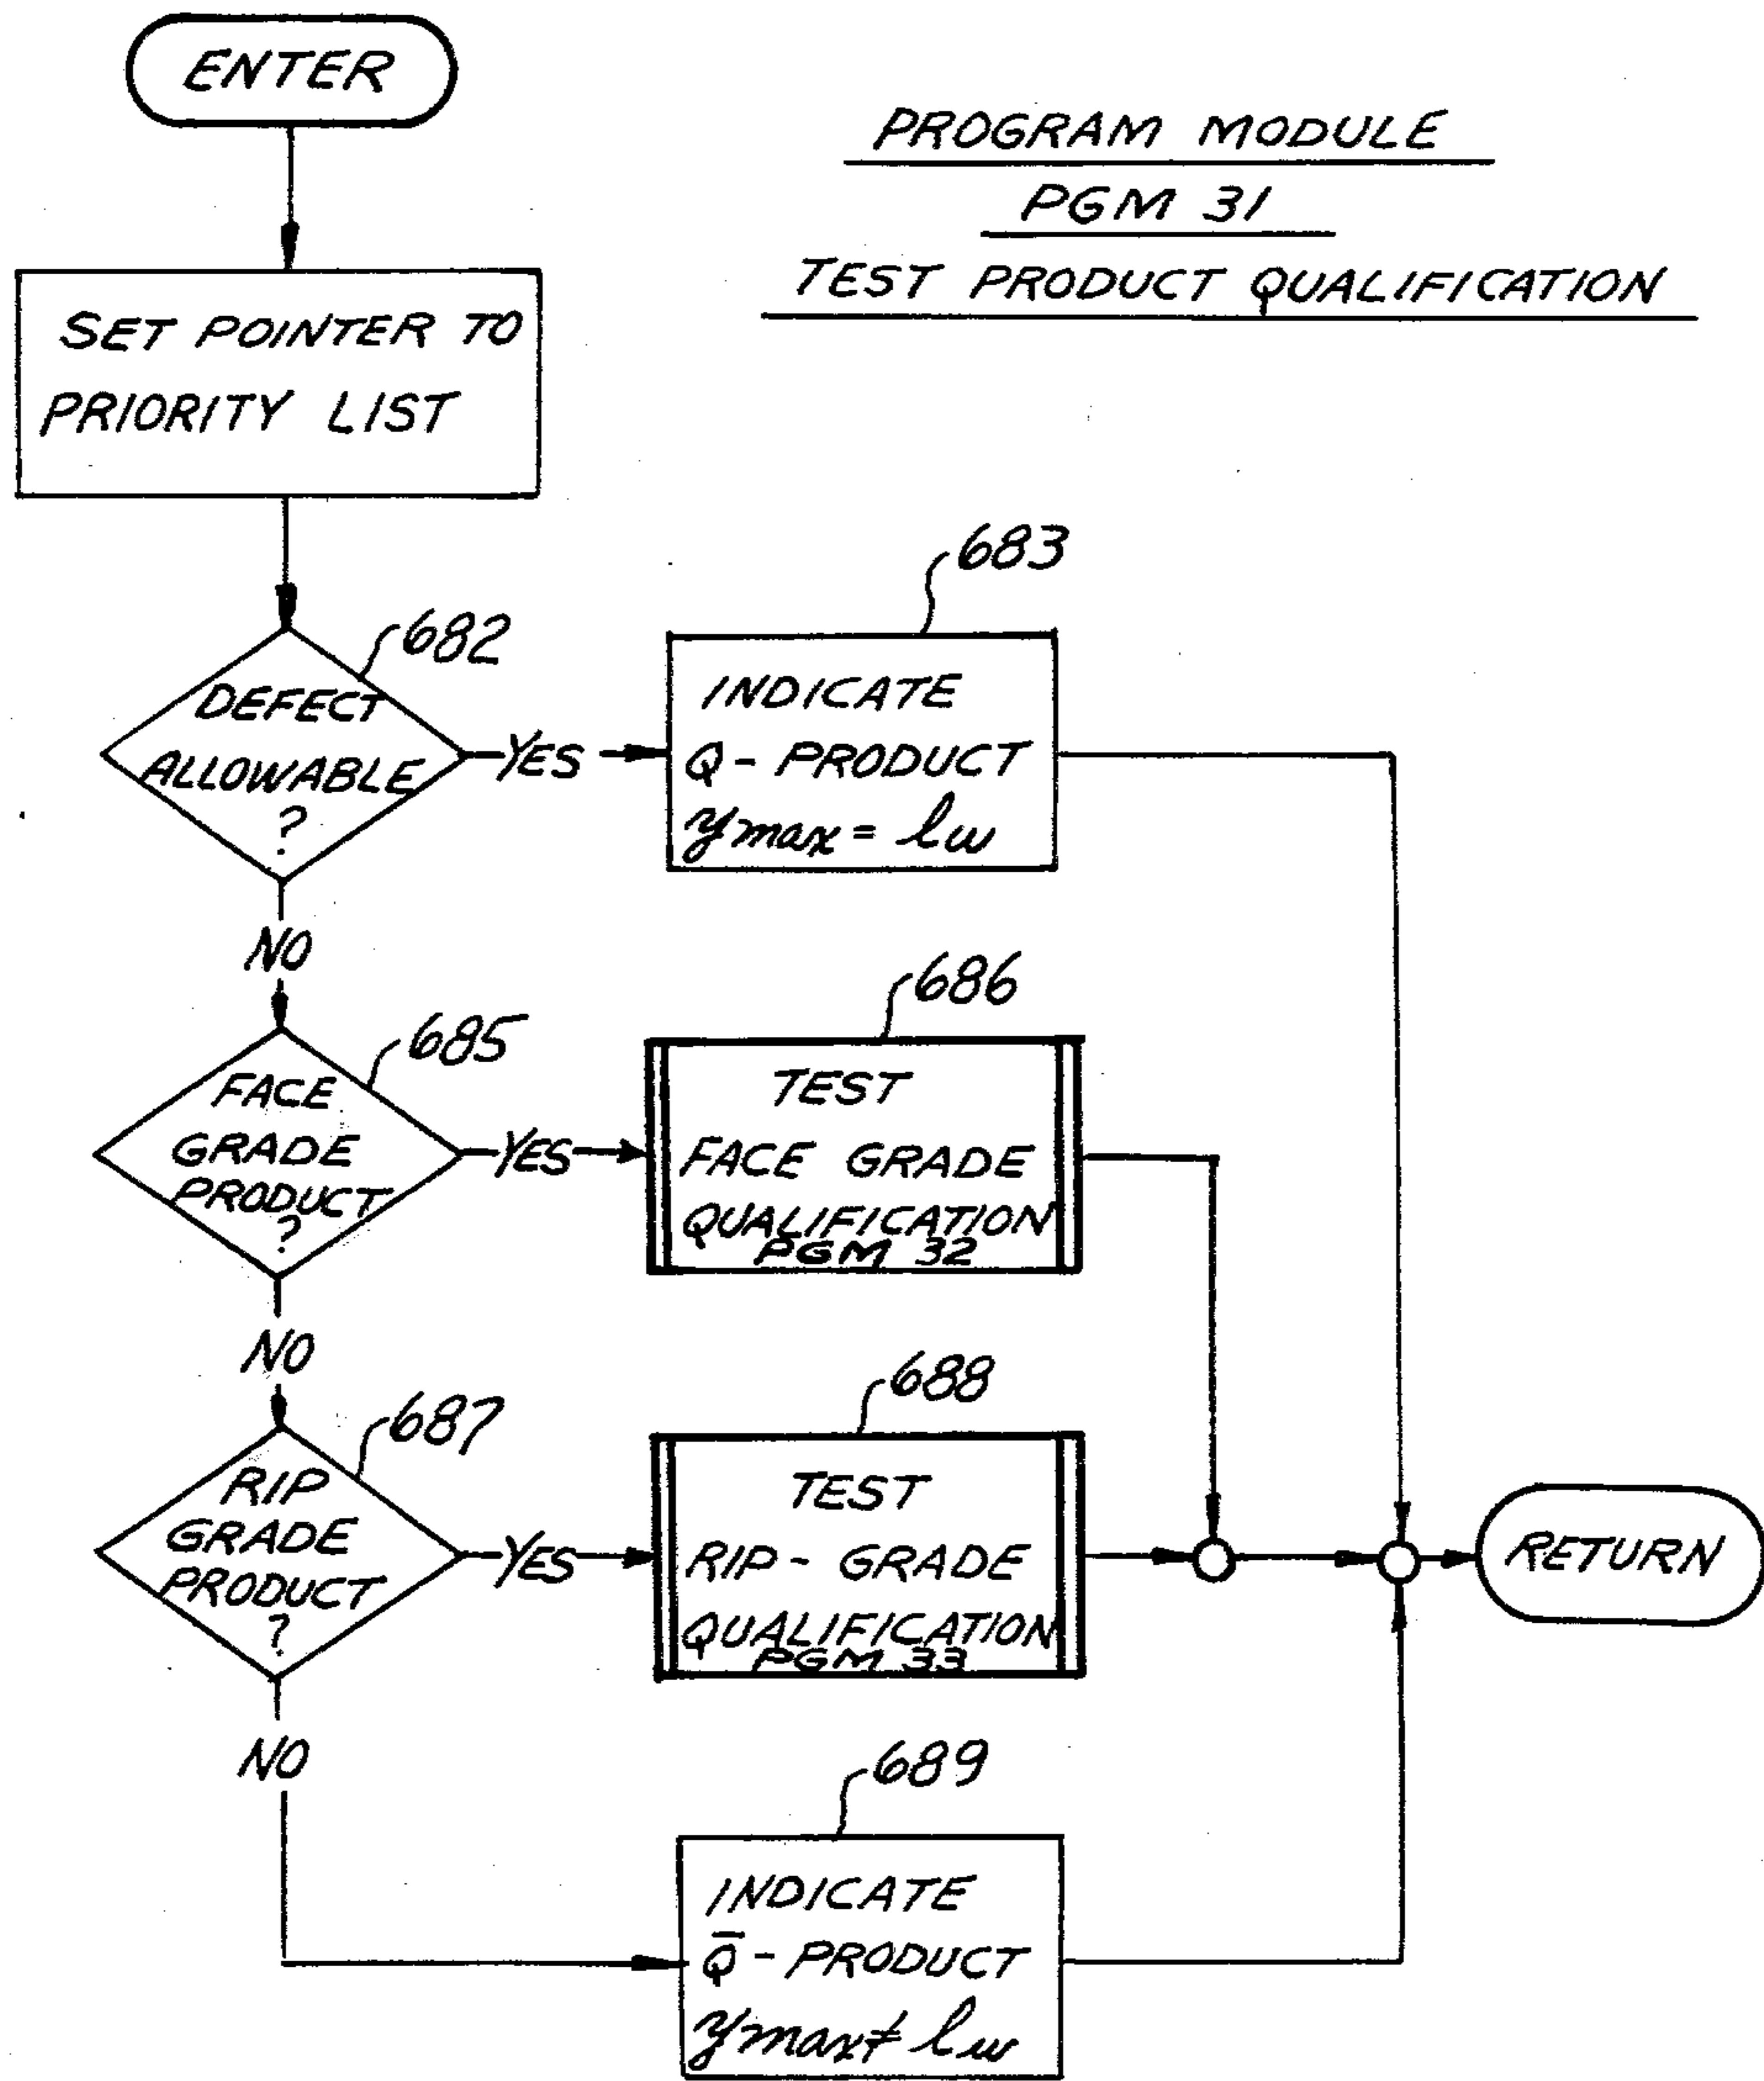 ENTER
PROGRAM MODULE
PGM 31
TEST PRODUCT QUALIFICATION
SET POINTER TO
PRIORITY LIST
682
DEFECT
ALLOWABLE
?
YES
683
INDICATE
Q - PRODUCT
ymax = lw
NO
685
FACE
GRADE
PRODUCT
?
YES
686
TEST
FACE GRADE
QUALIFICATION
PGM 32
NO
687
RIP
GRADE
PRODUCT
?
YES
688
TEST
RIP - GRADE
QUALIFICATION
PGM 33
RETURN
NO
689
INDICATE
Q̄ - PRODUCT
ymax ≠ lw